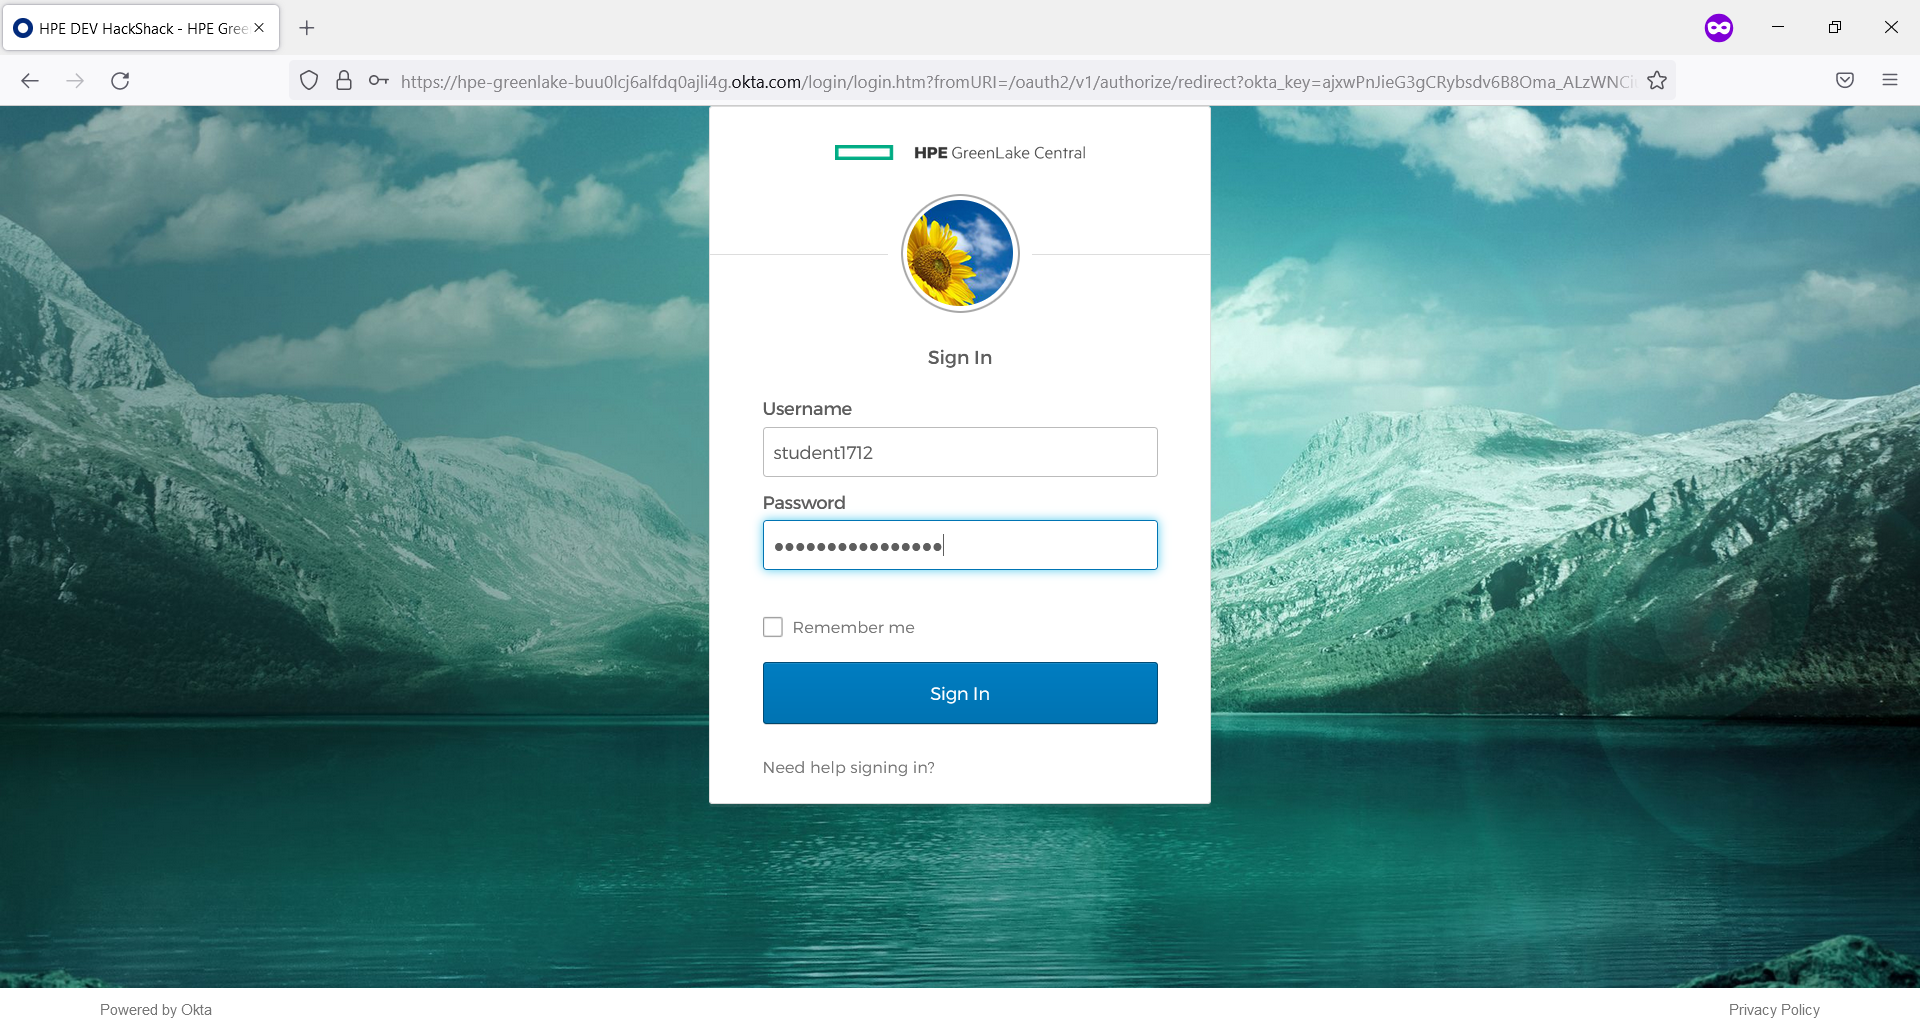 HPE DEV HackShack - HPE Gree
https://hpe-greenlake-buu0lcj6alfdq0ajli4g.okta.com/login/login.htm?fromURI=/oauth2/v1/authorize/redirect?okta_key=ajxwPnJieG3gCRybsdv6B8Oma_ALzWNCi
HPE GreenLake Central
Sign In
Username
student1712
Password
••••••••••••••••
Remember me
Sign In
Need help signing in?
Powered by Okta
Privacy Policy